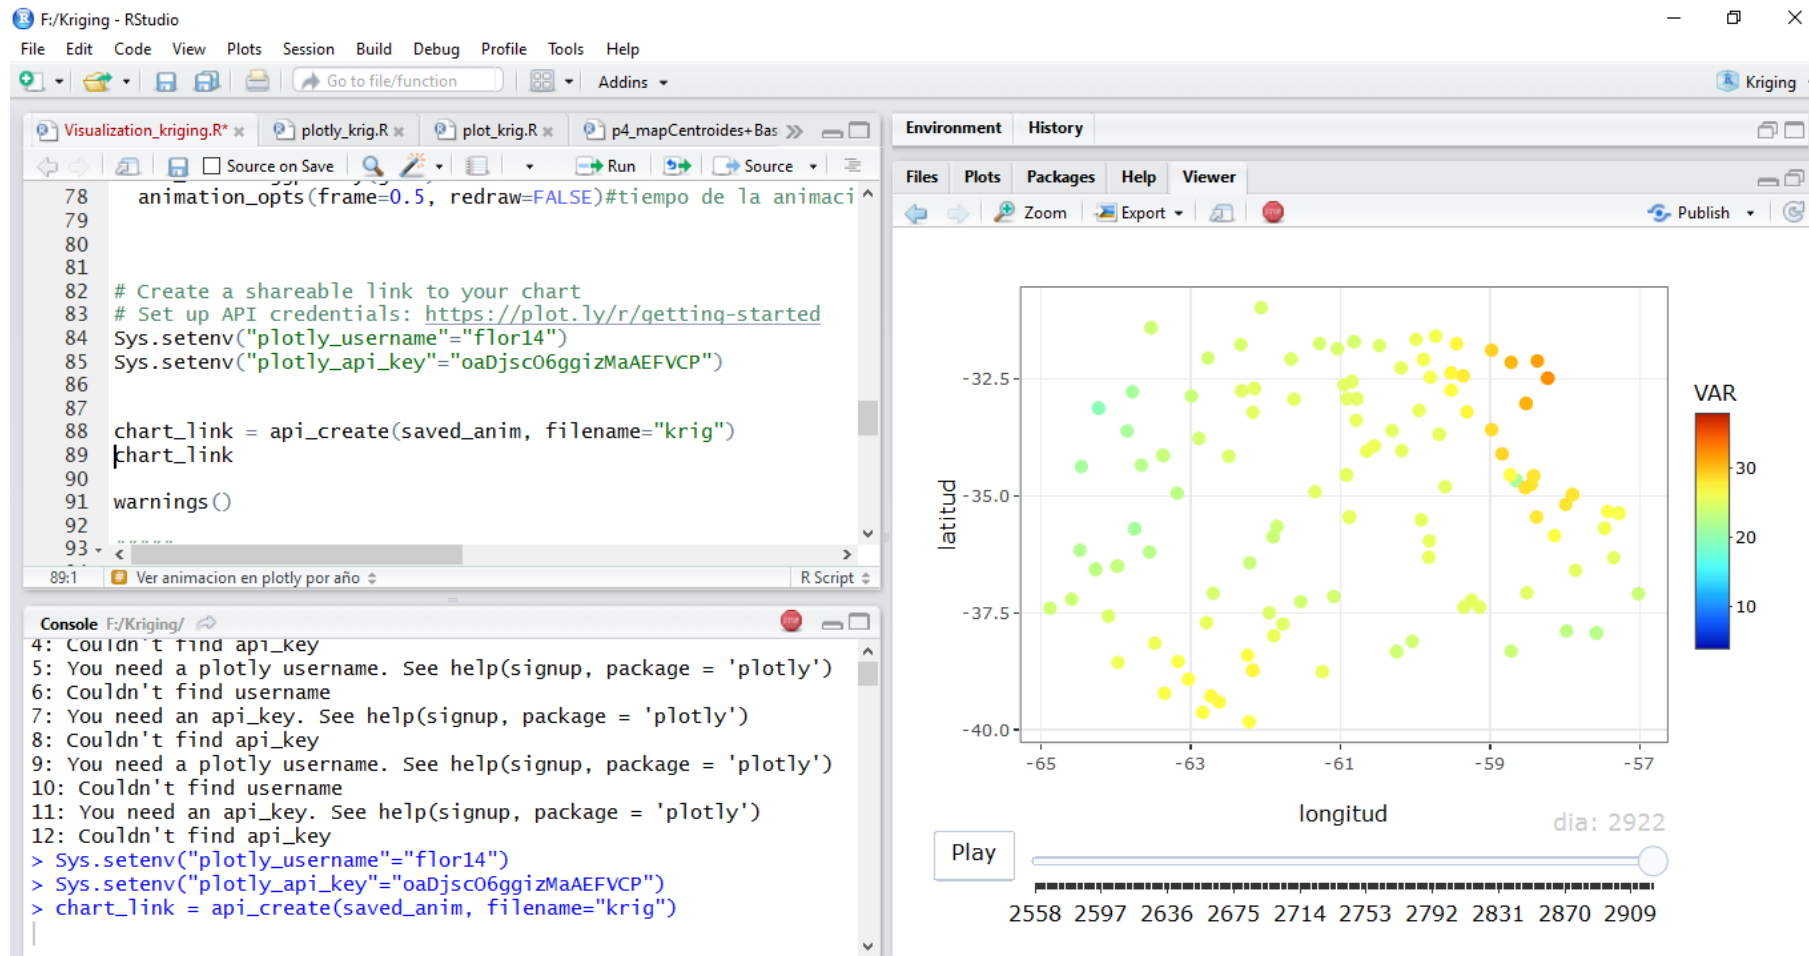 F:/Kriging - RStudio
File Edit Code View Plots Session Build Debug Profile Tools Help
Go to file/function Addins Kriging
Visualization_kriging.R* plotly_krig.R plot_krig.R p4_mapCentroides+Bas
Source on Save Run Source
78 animation_opts(frame=0.5, redraw=FALSE)#tiempo de la animaci
79
80
81
82 # Create a shareable link to your chart
83 # Set up API credentials: https://plot.ly/r/getting-started
84 Sys.setenv("plotly_username"="flor14")
85 Sys.setenv("plotly_api_key"="oaDjscO6ggizMaAEFVCP")
86
87
88 chart_link = api_create(saved_anim, filename="krig")
89 chart_link
90
91 warnings()
92
93
89:1 Ver animacion en plotly por año R Script
Console F:/Kriging/
4: Couldn't find api_key
5: You need a plotly username. See help(signup, package = 'plotly')
6: Couldn't find username
7: You need an api_key. See help(signup, package = 'plotly')
8: Couldn't find api_key
9: You need a plotly username. See help(signup, package = 'plotly')
10: Couldn't find username
11: You need an api_key. See help(signup, package = 'plotly')
12: Couldn't find api_key
> Sys.setenv("plotly_username"="flor14")
> Sys.setenv("plotly_api_key"="oaDjscO6ggizMaAEFVCP")
> chart_link = api_create(saved_anim, filename="krig")
Environment History
Files Plots Packages Help Viewer
Zoom Export STOP Publish
latitud
-32.5
-35.0
-37.5
-40.0
-65 -63 -61 -59 -57
longitud
VAR
30
20
10
dia: 2922
Play
2558 2597 2636 2675 2714 2753 2792 2831 2870 2909